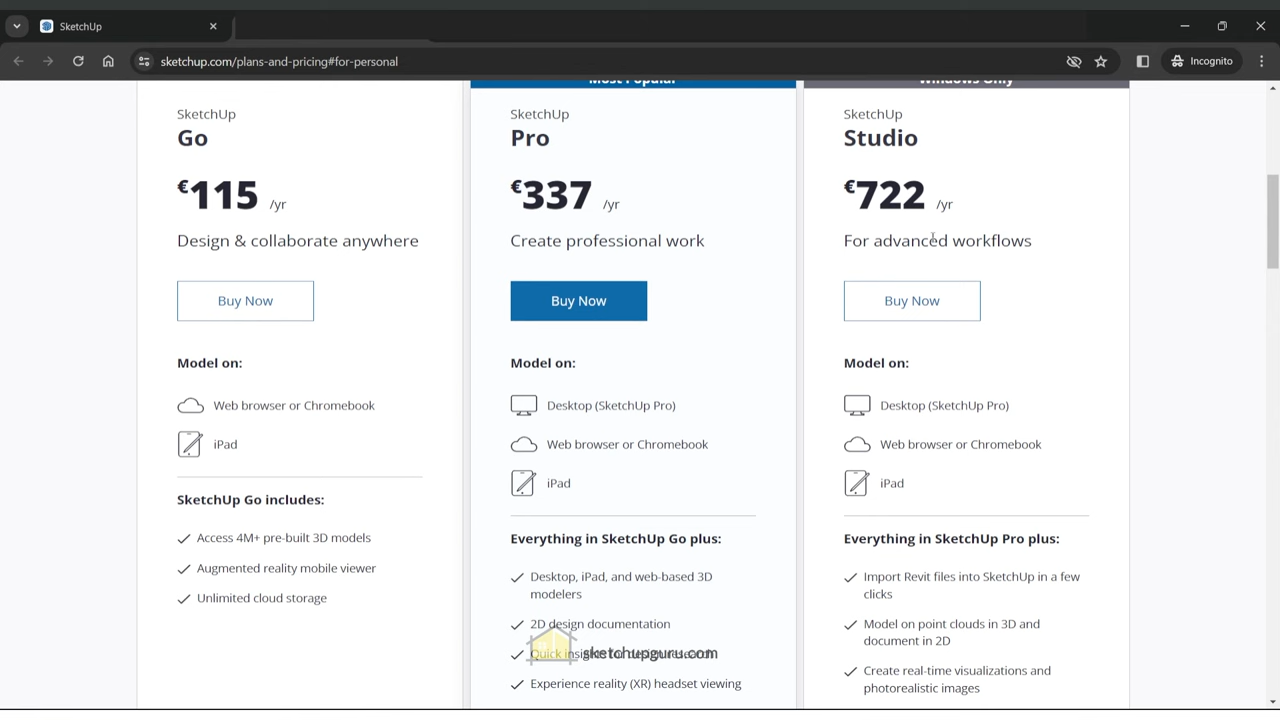 SketchUp
sketchup.com/plans-and-pricing#for-personal
Incognito
Most Popular
Windows Only
SketchUp
Go
€115 /yr
Design & collaborate anywhere
Buy Now
Model on:
Web browser or Chromebook
iPad
SketchUp Go includes:
Access 4M+ pre-built 3D models
Augmented reality mobile viewer
Unlimited cloud storage
SketchUp
Pro
€337 /yr
Create professional work
Buy Now
Model on:
Desktop (SketchUp Pro)
Web browser or Chromebook
iPad
Everything in SketchUp Go plus:
Desktop, iPad, and web-based 3D
modelers
2D design documentation
Quick insights for design research
Experience reality (XR) headset viewing
sketchupguru.com
SketchUp
Studio
€722 /yr
For advanced workflows
Buy Now
Model on:
Desktop (SketchUp Pro)
Web browser or Chromebook
iPad
Everything in SketchUp Pro plus:
Import Revit files into SketchUp in a few
clicks
Model on point clouds in 3D and
document in 2D
Create real-time visualizations and
photorealistic images